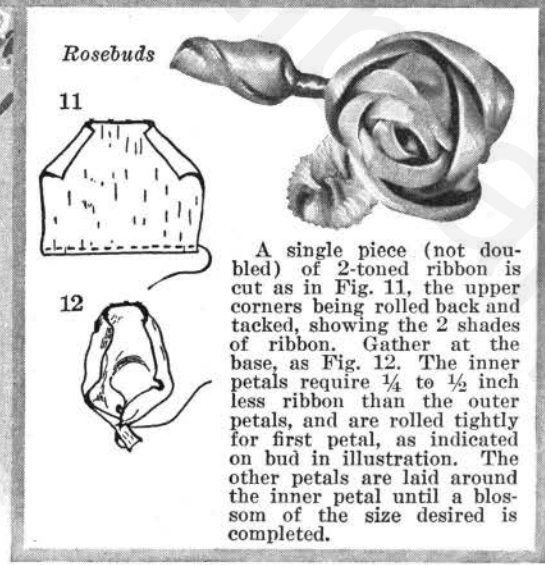 Rosebuds
11
12
A single piece (not dou-
bled) of 2-toned ribbon is
cut as in Fig. 11, the upper
corners being rolled back and
tacked, showing the 2 shades
of ribbon. Gather at the
base, as Fig. 12. The inner
petals require ¼ to ½ inch
less ribbon than the outer
petals, and are rolled tightly
for first petal, as indicated
on bud in illustration. The
other petals are laid around
the inner petal until a blos-
som of the size desired is
completed.